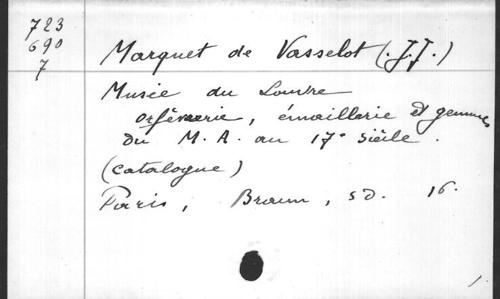 723
690
7
Marquet de Vasselot (J.J.)
Musée du Louvre
orfèvrerie, émaillerie et gemmes
du M. A. au 17e siècle.
(catalogue)
Paris, Braun, sd. 16.
1